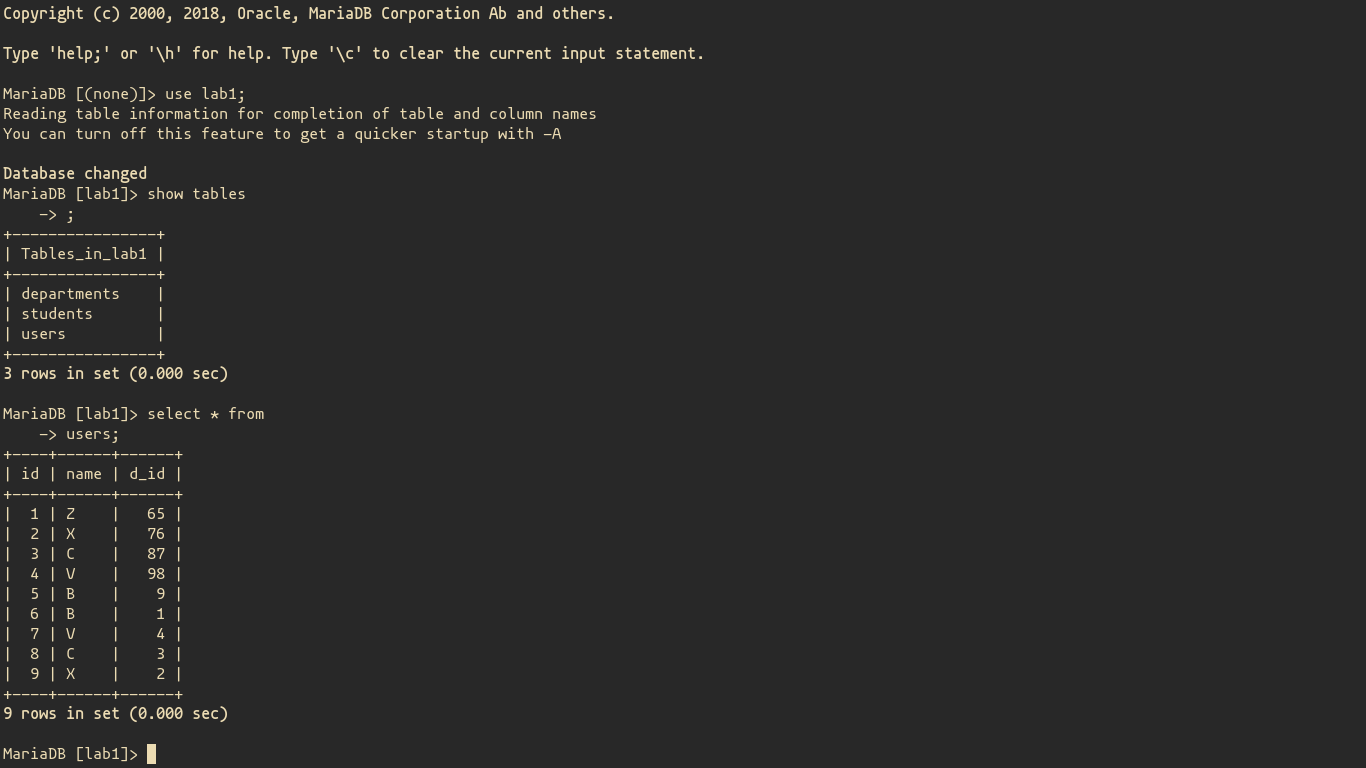 Copyright (c) 2000, 2018, Oracle, MariaDB Corporation Ab and others.
Type 'help;' or '\h' for help. Type '\c' to clear the current input statement.
MariaDB [(none)]> use lab1;
Reading table information for completion of table and column names
You can turn off this feature to get a quicker startup with -A
Database changed
MariaDB [lab1]> show tables
    -> ;
+----------------+
| Tables_in_lab1 |
+----------------+
| departments    |
| students       |
| users          |
+----------------+
3 rows in set (0.000 sec)
MariaDB [lab1]> select * from
    -> users;
+----+------+------+
| id | name | d_id |
+----+------+------+
|  1 | Z    |   65 |
|  2 | X    |   76 |
|  3 | C    |   87 |
|  4 | V    |   98 |
|  5 | B    |    9 |
|  6 | B    |    1 |
|  7 | V    |    4 |
|  8 | C    |    3 |
|  9 | X    |    2 |
+----+------+------+
9 rows in set (0.000 sec)
MariaDB [lab1]>